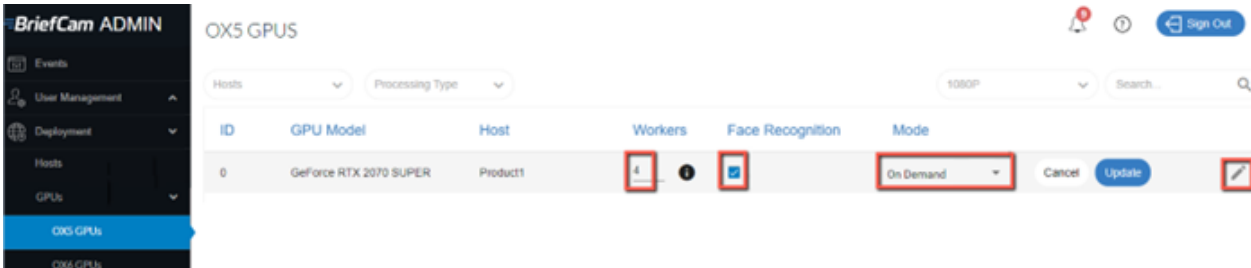 BriefCam ADMIN
OX5 GPUS
9
?
Sign Out
Events
User Management
Deployment
Hosts
GPUs
OX5 GPUs
OX6 GPUs
Hosts
Processing Type
1080P
Search...
ID GPU Model Host Workers Face Recognition Mode
0 GeForce RTX 2070 SUPER Product1 4 i On Demand Cancel Update